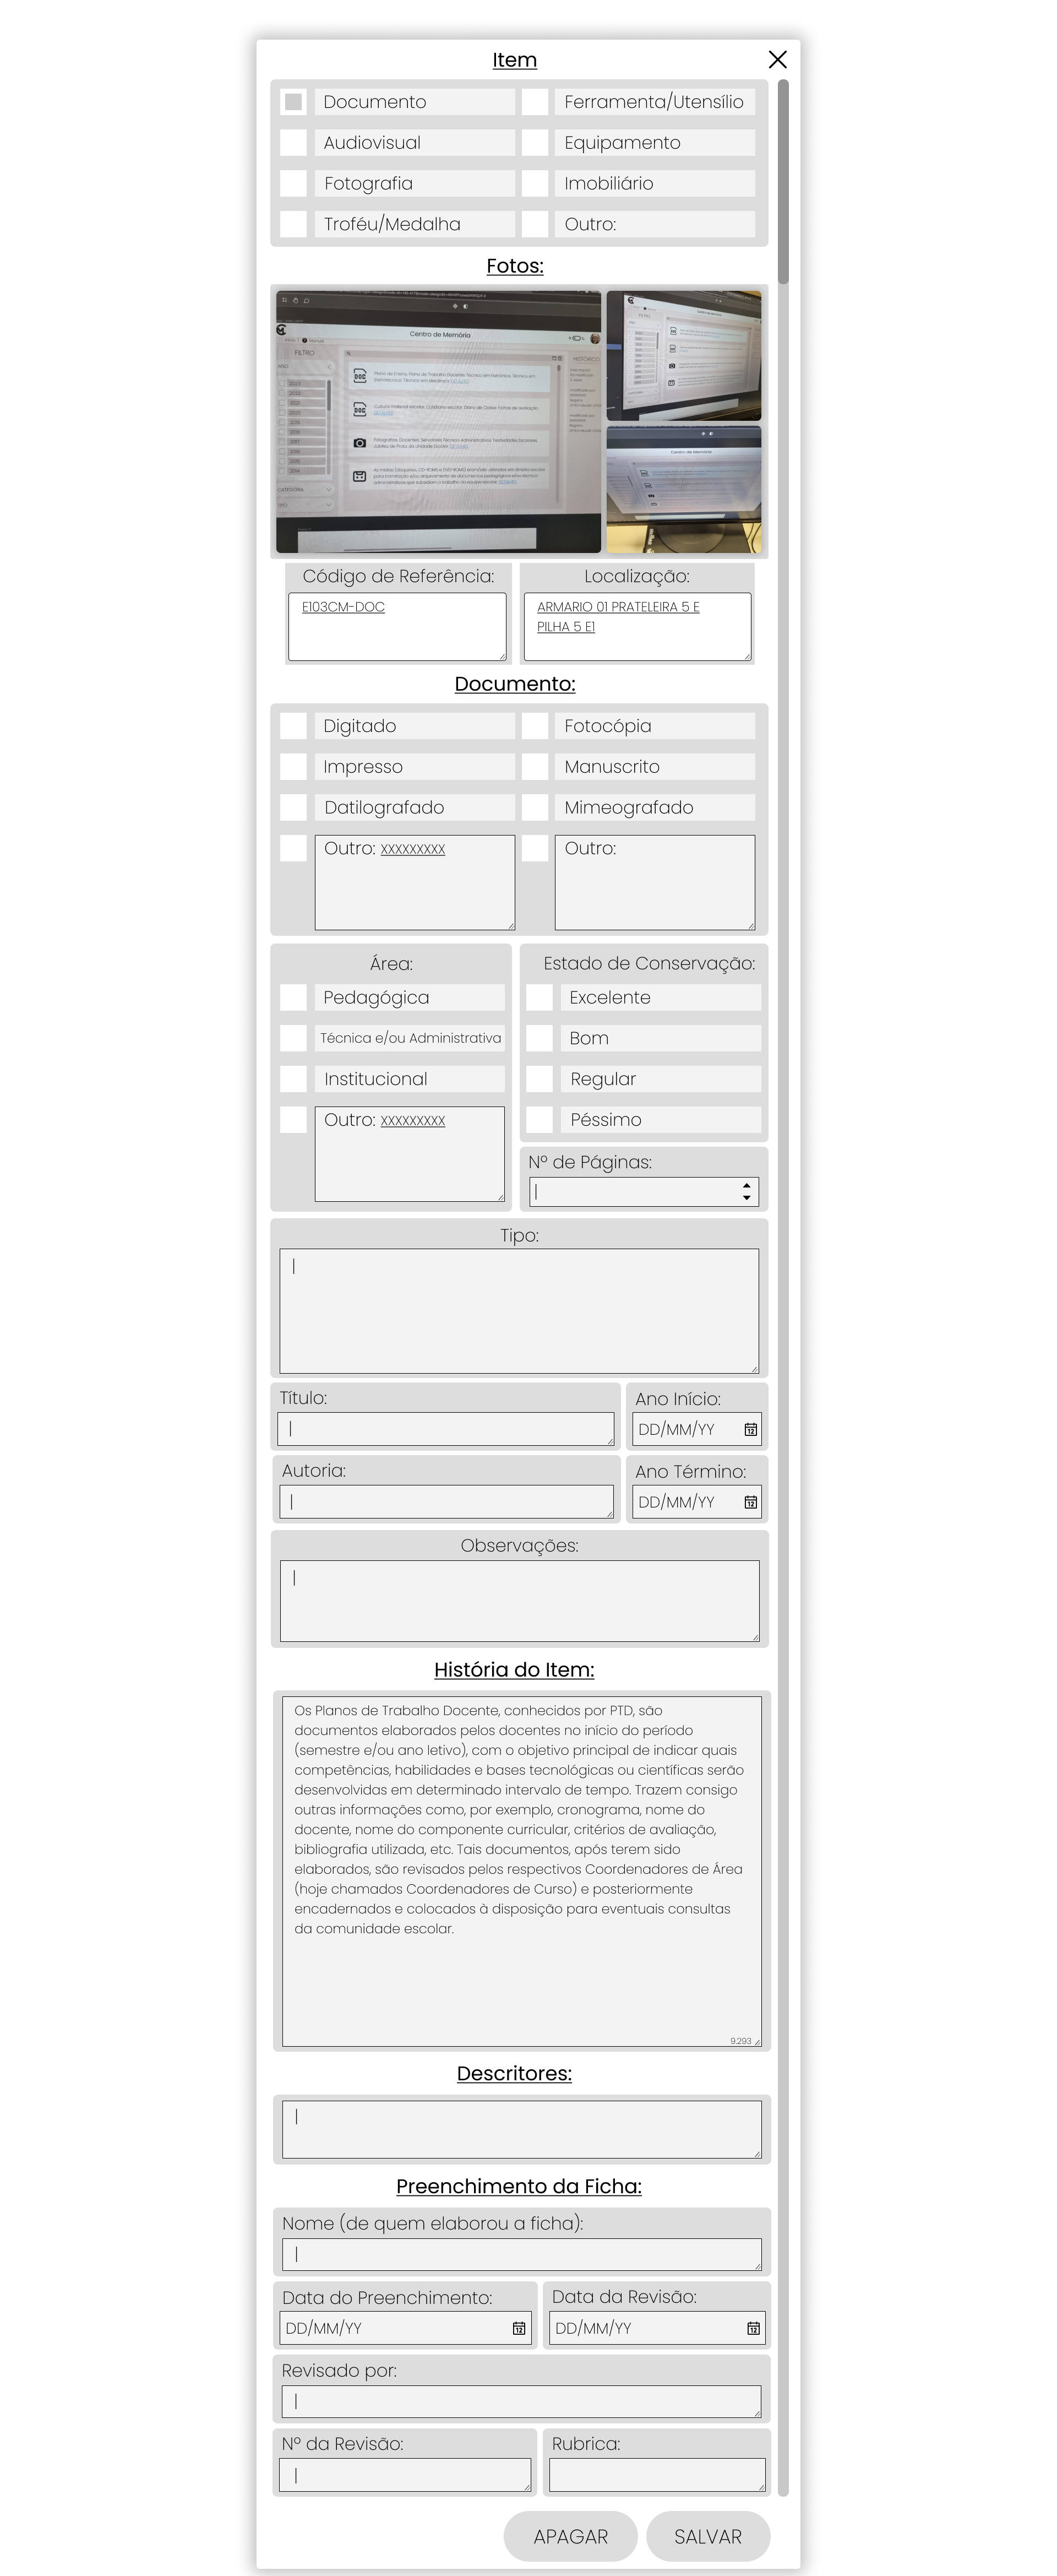 Item
Documento
Ferramenta/Utensílio
Audiovisual
Equipamento
Fotografia
Imobiliário
Troféu/Medalha
Outro:
Fotos:
Centro de Memória
FILTRO
HISTÓRICO
Centro de Memória
Código de Referência:
Localização:
E103CM-DOC
ARMARIO 01 PRATELEIRA 5 E
PILHA 5 E1
Documento:
Digitado
Fotocópia
Impresso
Manuscrito
Datilografado
Mimeografado
Outro: XXXXXXXXX
Outro:
Área:
Estado de Conservação:
Pedagógica
Excelente
Técnica e/ou Administrativa
Bom
Institucional
Regular
Outro: XXXXXXXXX
Péssimo
Nº de Páginas:
Tipo:
Título:
Ano Início:
DD/MM/YY
Autoria:
Ano Término:
DD/MM/YY
Observações:
História do Item:
Os Planos de Trabalho Docente, conhecidos por PTD, são
documentos elaborados pelos docentes no início do período
(semestre e/ou ano letivo), com o objetivo principal de indicar quais
competências, habilidades e bases tecnológicas ou científicas serão
desenvolvidas em determinado intervalo de tempo. Trazem consigo
outras informações como, por exemplo, cronograma, nome do
docente, nome do componente curricular, critérios de avaliação,
bibliografia utilizada, etc. Tais documentos, após terem sido
elaborados, são revisados pelos respectivos Coordenadores de Área
(hoje chamados Coordenadores de Curso) e posteriormente
encadernados e colocados à disposição para eventuais consultas
da comunidade escolar.
9.293
Descritores:
Preenchimento da Ficha:
Nome (de quem elaborou a ficha):
Data do Preenchimento:
Data da Revisão:
DD/MM/YY
DD/MM/YY
Revisado por:
Nº da Revisão:
Rubrica:
APAGAR
SALVAR